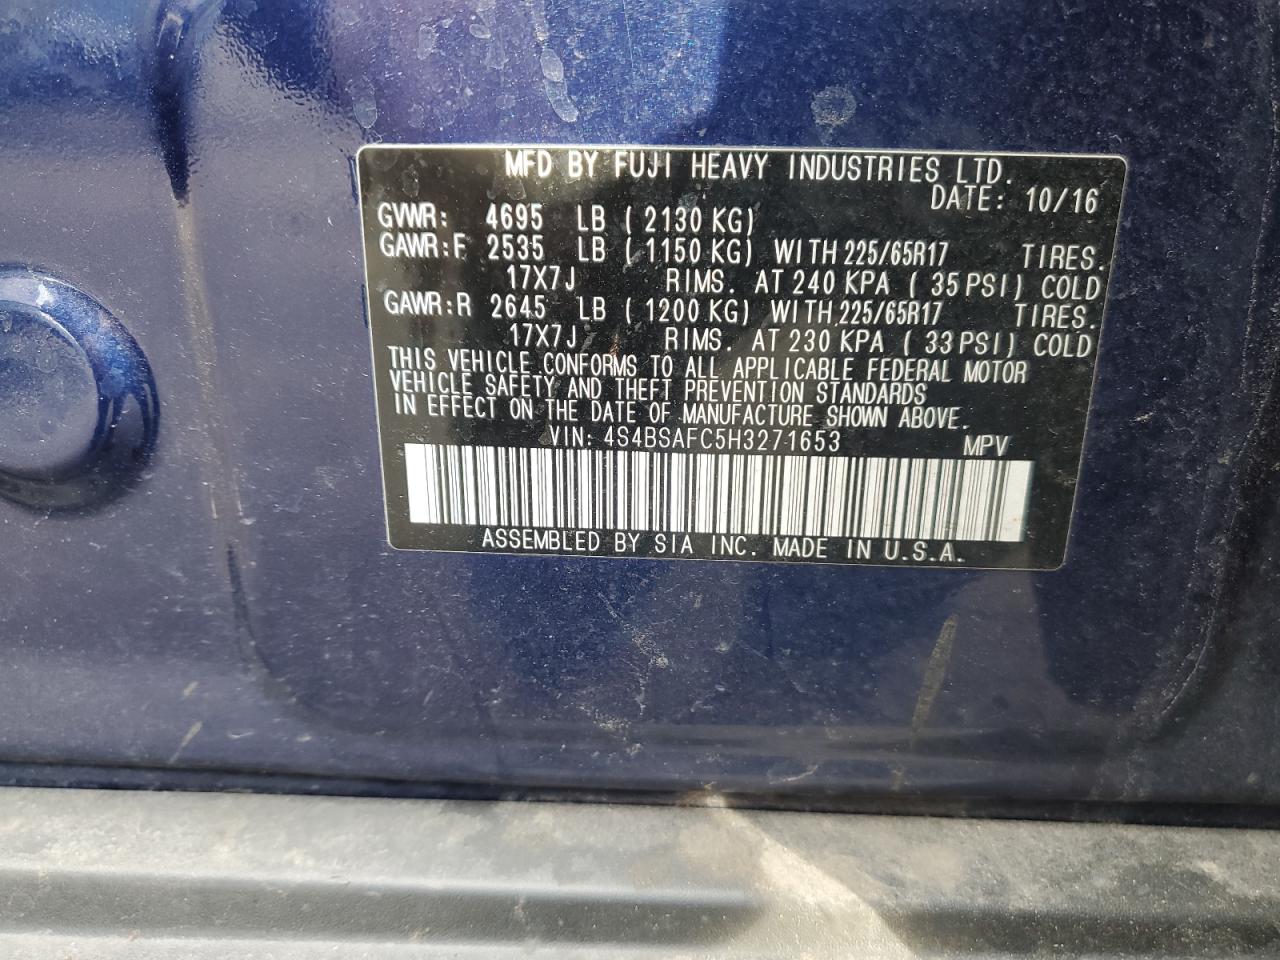 MFD BY FUJI HEAVY INDUSTRIES LTD.
DATE: 10/16
GVWR: 4695 LB (2130 KG)
GAWR:F 2535 LB (1150 KG) WITH 225/65R17 TIRES.
17X7J RIMS. AT 240 KPA (35 PSI) COLD
GAWR:R 2645 LB (1200 KG) WITH 225/65R17 TIRES.
17X7J RIMS. AT 230 KPA (33 PSI) COLD
THIS VEHICLE CONFORMS TO ALL APPLICABLE FEDERAL MOTOR
VEHICLE SAFETY AND THEFT PREVENTION STANDARDS
IN EFFECT ON THE DATE OF MANUFACTURE SHOWN ABOVE.
VIN: 4S4BSAFC5H3271653 MPV
ASSEMBLED BY SIA INC. MADE IN U.S.A.